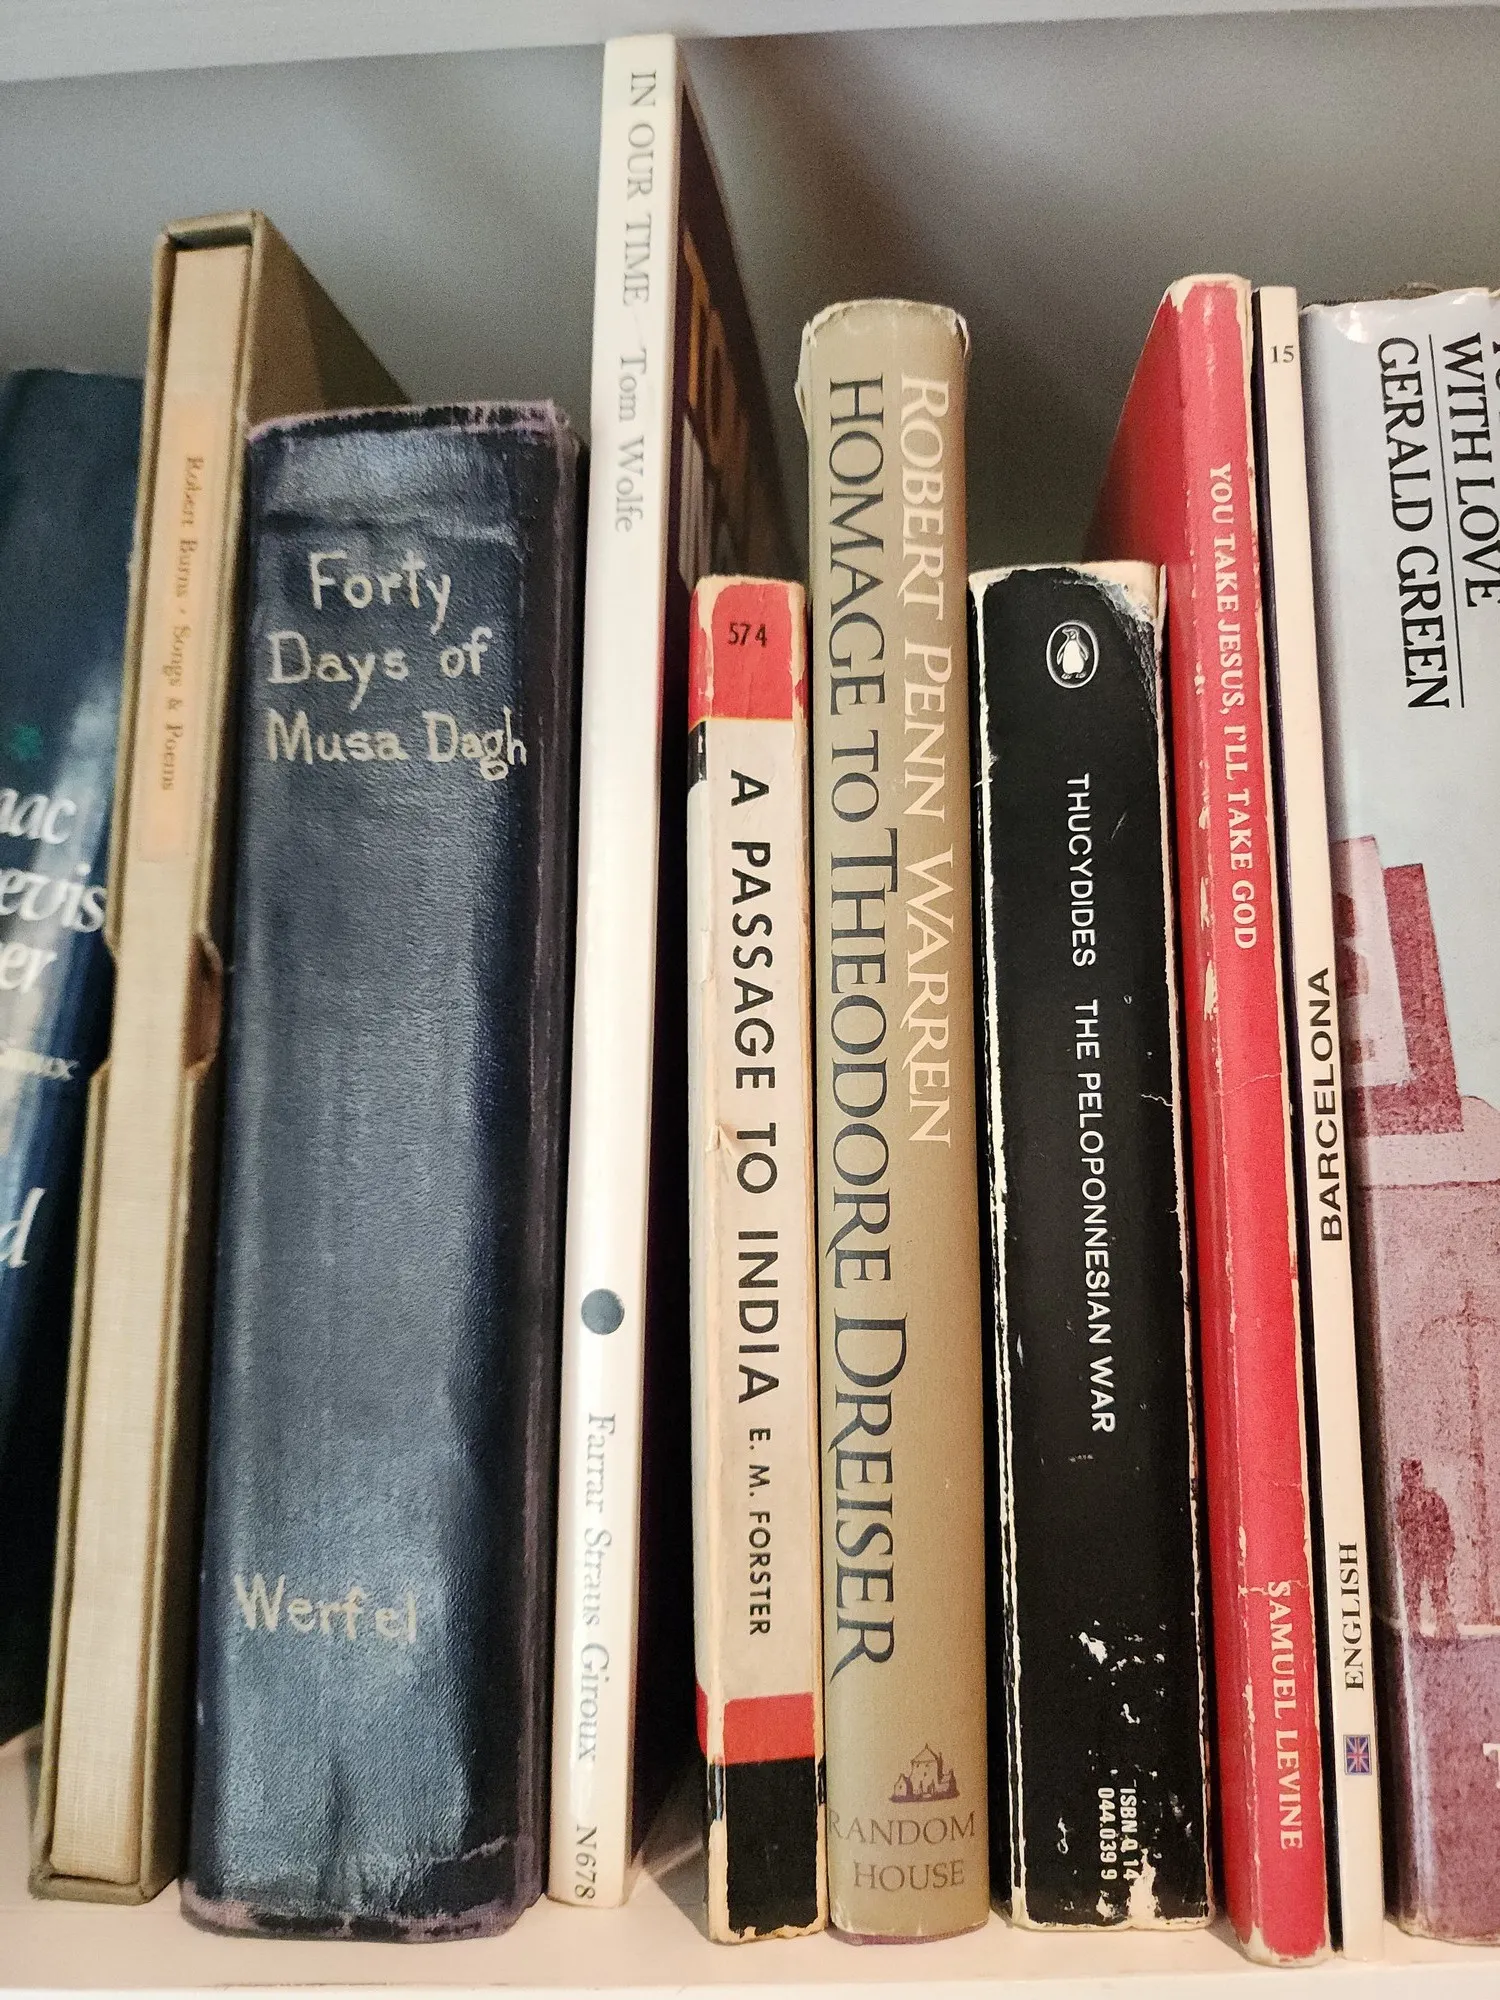 Robert Burns · Songs & Poems
Forty
Days of
Musa Dagh
Werfel
IN OUR TIME Tom Wolfe
Farrar Straus Giroux
N678
574
A PASSAGE TO INDIA E. M. FORSTER
ROBERT PENN WARREN
HOMAGE TO THEODORE DREISER
RANDOM
HOUSE
THUCYDIDES THE PELOPONNESIAN WAR
ISBN 0 14
044.039 9
YOU TAKE JESUS, I'LL TAKE GOD
SAMUEL LEVINE
15
BARCELONA
ENGLISH
WITH LOVE
GERALD GREEN